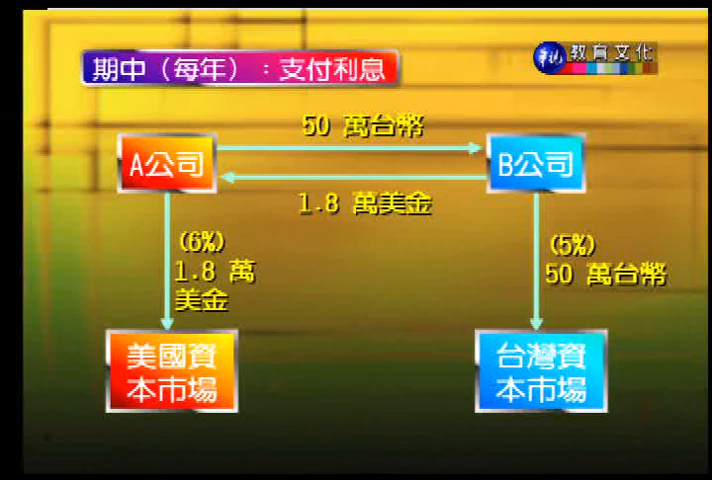 期中（每年）：支付利息
華視 教育文化
50 萬台幣
A公司
B公司
1.8 萬美金
(6%)
1.8 萬
美金
(5%)
50 萬台幣
美國資
本市場
台灣資
本市場